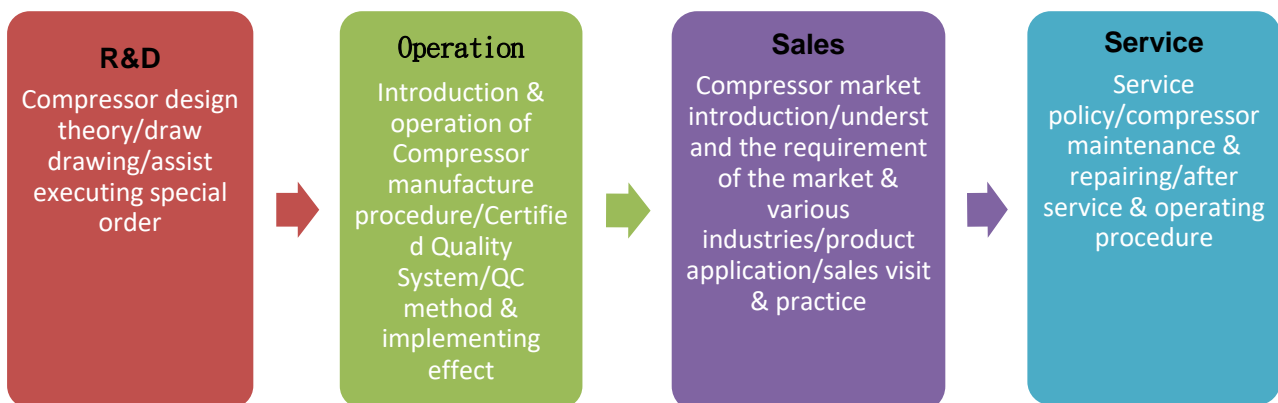 R&D
Compressor design
theory/draw
drawing/assist
executing special
order
Operation
Introduction &
operation of
Compressor
manufacture
procedure/Certifie
d Quality
System/QC
method &
implementing
effect
Sales
Compressor market
introduction/underst
and the requirement
of the market &
various
industries/product
application/sales visit
& practice
Service
Service
policy/compressor
maintenance &
repairing/after
service & operating
procedure